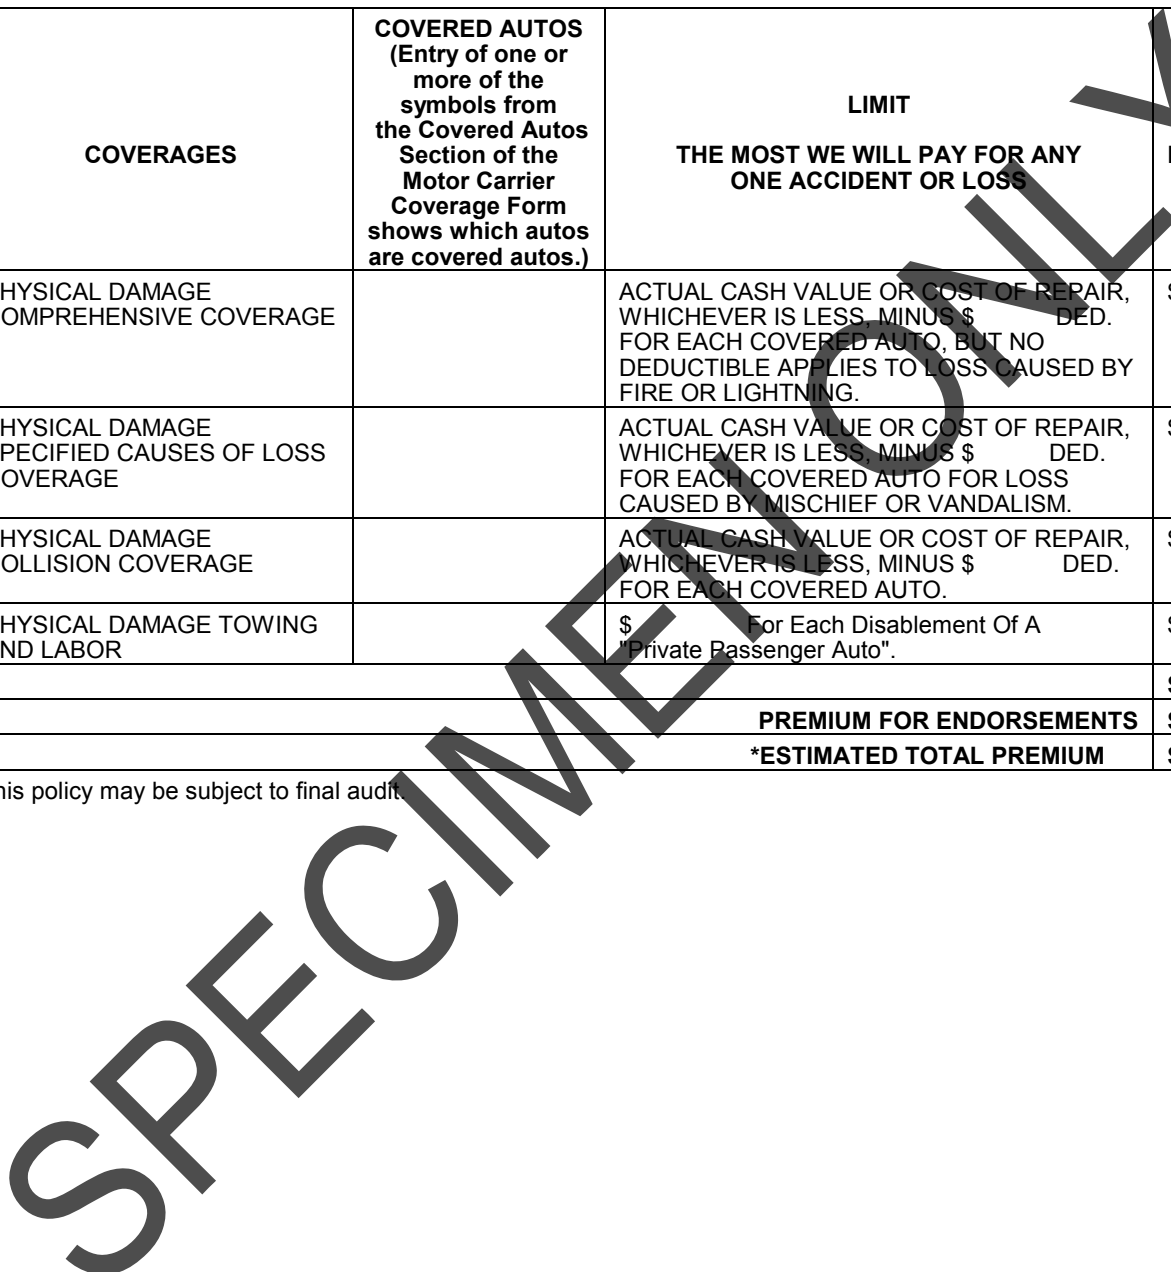 COVERAGES
COVERED AUTOS
(Entry of one or
more of the
symbols from
the Covered Autos
Section of the
Motor Carrier
Coverage Form
shows which autos
are covered autos.)
LIMIT
THE MOST WE WILL PAY FOR ANY
ONE ACCIDENT OR LOSS
HYSICAL DAMAGE
OMPREHENSIVE COVERAGE
ACTUAL CASH VALUE OR COST OF REPAIR,
WHICHEVER IS LESS, MINUS $ DED.
FOR EACH COVERED AUTO, BUT NO
DEDUCTIBLE APPLIES TO LOSS CAUSED BY
FIRE OR LIGHTNING.
$
HYSICAL DAMAGE
PECIFIED CAUSES OF LOSS
OVERAGE
ACTUAL CASH VALUE OR COST OF REPAIR,
WHICHEVER IS LESS, MINUS $ DED.
FOR EACH COVERED AUTO FOR LOSS
CAUSED BY MISCHIEF OR VANDALISM.
$
HYSICAL DAMAGE
OLLISION COVERAGE
ACTUAL CASH VALUE OR COST OF REPAIR,
WHICHEVER IS LESS, MINUS $ DED.
FOR EACH COVERED AUTO.
$
HYSICAL DAMAGE TOWING
ND LABOR
$ For Each Disablement Of A
"Private Passenger Auto".
$
$
PREMIUM FOR ENDORSEMENTS $
*ESTIMATED TOTAL PREMIUM $
his policy may be subject to final audit.
SPECIMEN ONLY